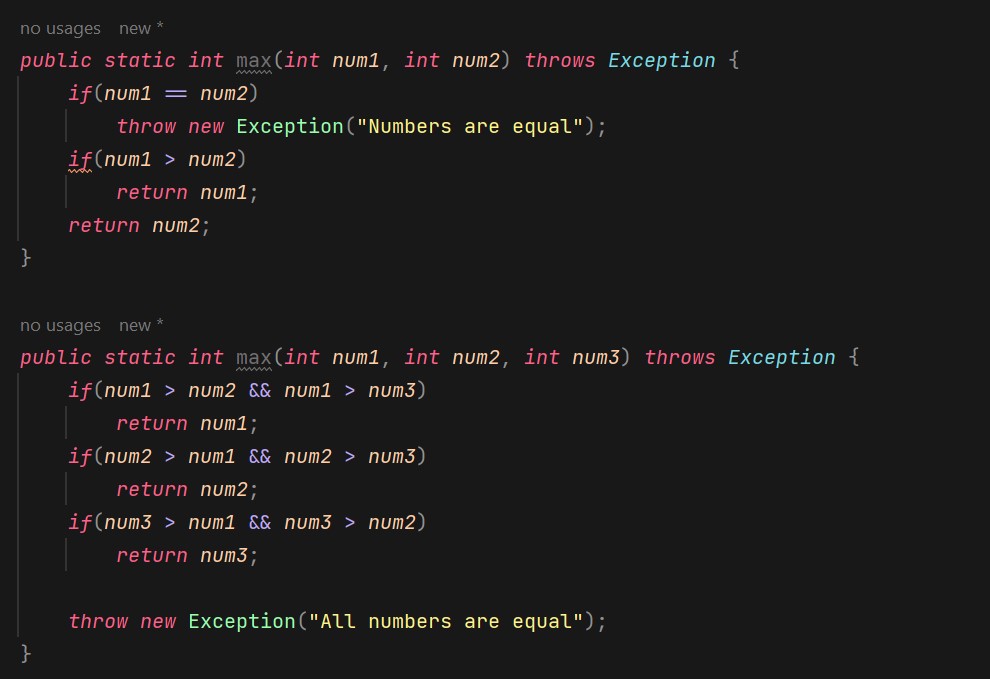 no usages   new *
public static int max(int num1, int num2) throws Exception {
    if(num1 == num2)
        throw new Exception("Numbers are equal");
    if(num1 > num2)
        return num1;
    return num2;
}
no usages   new *
public static int max(int num1, int num2, int num3) throws Exception {
    if(num1 > num2 && num1 > num3)
        return num1;
    if(num2 > num1 && num2 > num3)
        return num2;
    if(num3 > num1 && num3 > num2)
        return num3;
    throw new Exception("All numbers are equal");
}